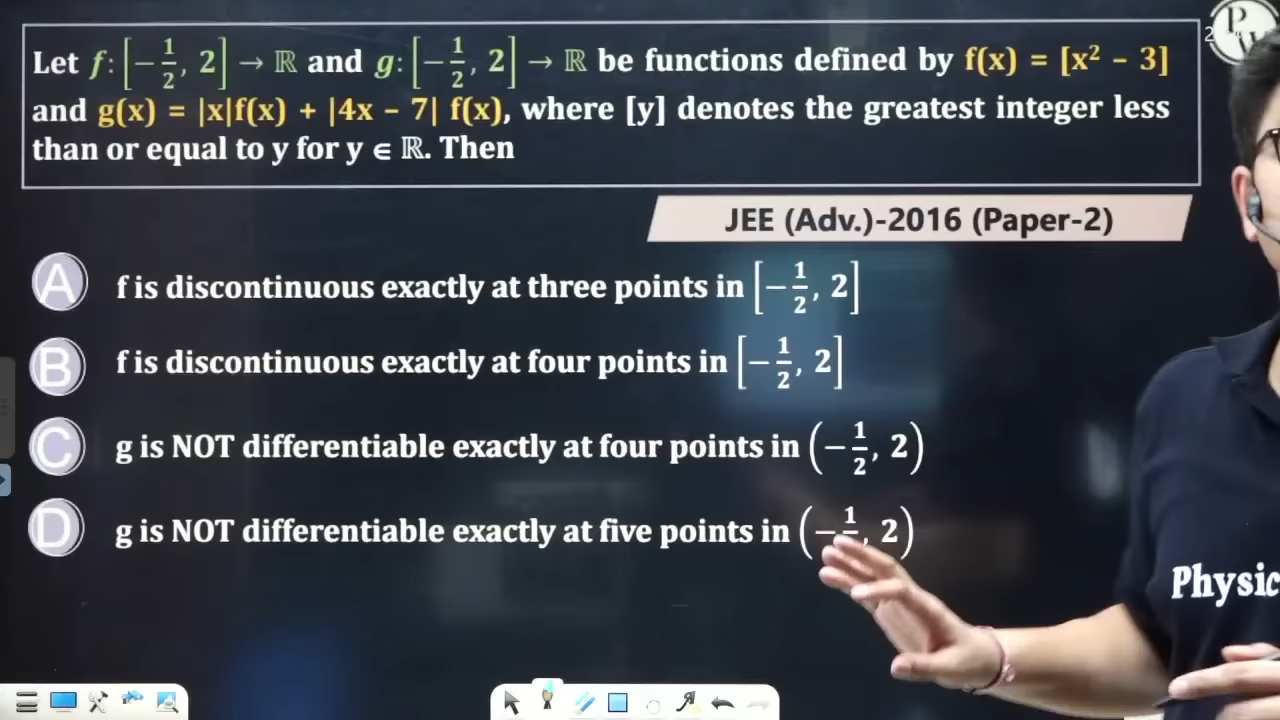 Let f: [−1/2, 2] → ℝ and g: [−1/2, 2] → ℝ be functions defined by f(x) = [x² − 3]
and g(x) = |x|f(x) + |4x − 7| f(x), where [y] denotes the greatest integer less
than or equal to y for y ∈ ℝ. Then
JEE (Adv.)-2016 (Paper-2)
A f is discontinuous exactly at three points in [−1/2, 2]
B f is discontinuous exactly at four points in [−1/2, 2]
C g is NOT differentiable exactly at four points in (−1/2, 2)
D g is NOT differentiable exactly at five points in (−1/2, 2)
Physic